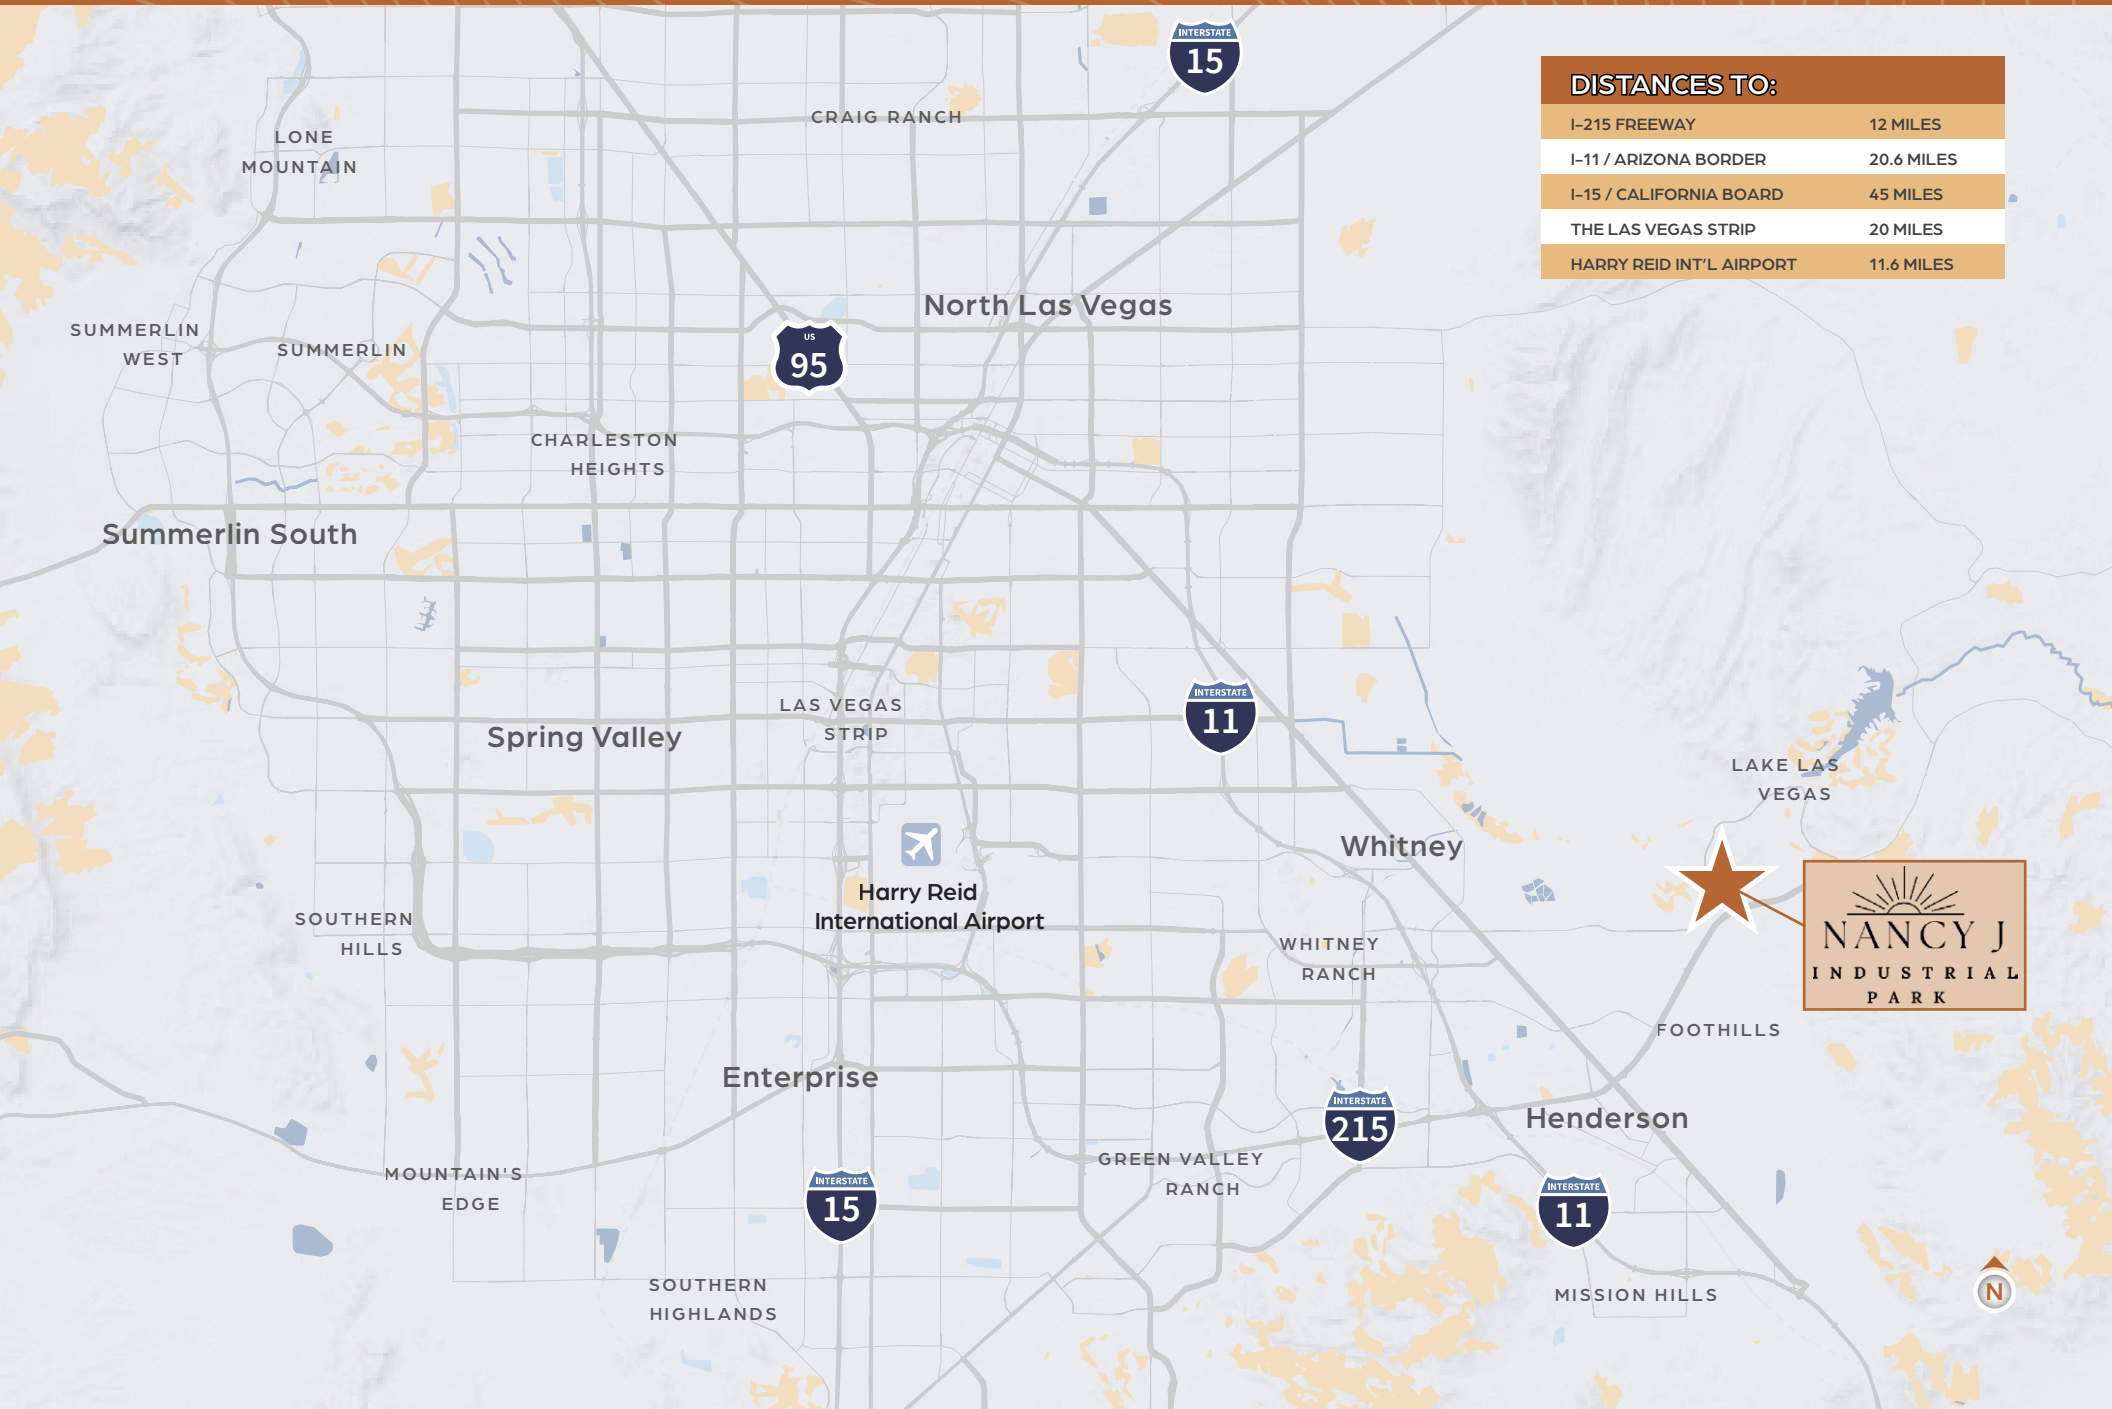 INTERSTATE
15
DISTANCES TO:
I-215 FREEWAY 12 MILES
I-11 / ARIZONA BORDER 20.6 MILES
I-15 / CALIFORNIA BOARD 45 MILES
THE LAS VEGAS STRIP 20 MILES
HARRY REID INT'L AIRPORT 11.6 MILES
CRAIG RANCH
LONE
MOUNTAIN
North Las Vegas
SUMMERLIN
WEST
SUMMERLIN
US
95
CHARLESTON
HEIGHTS
Summerlin South
INTERSTATE
11
LAS VEGAS
STRIP
Spring Valley
LAKE LAS
VEGAS
Whitney
Harry Reid
International Airport
NANCY J
INDUSTRIAL
PARK
SOUTHERN
HILLS
WHITNEY
RANCH
FOOTHILLS
Enterprise
INTERSTATE
215
Henderson
GREEN VALLEY
RANCH
MOUNTAIN'S
EDGE
INTERSTATE
15
INTERSTATE
11
SOUTHERN
HIGHLANDS
MISSION HILLS
N